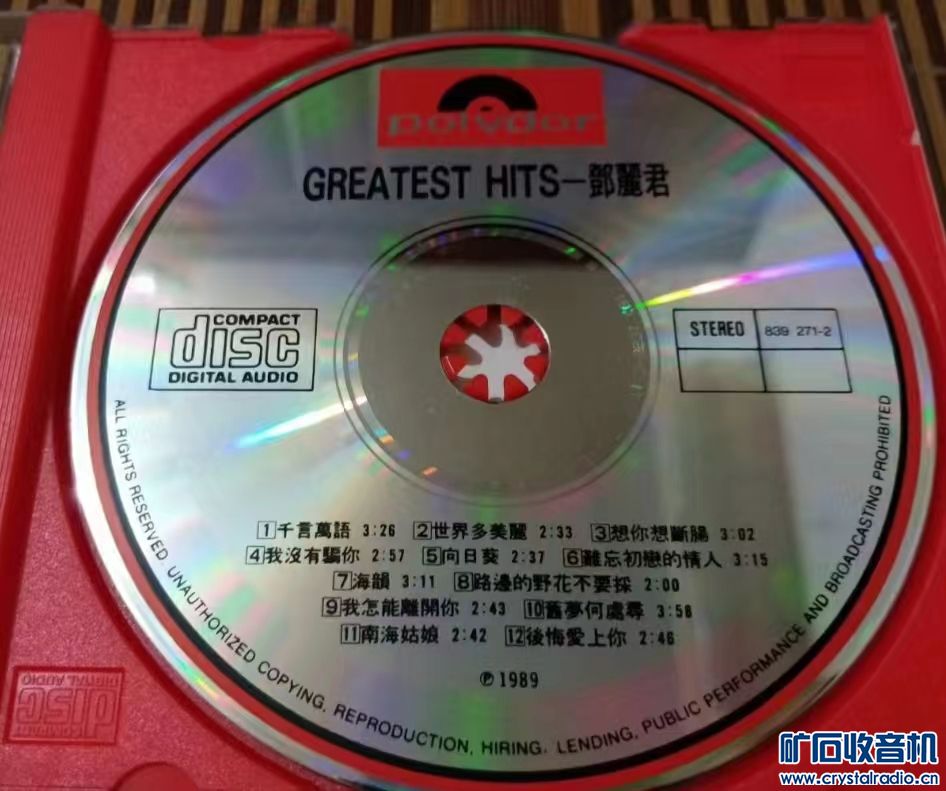 polydor
GREATEST HITS—鄧麗君
COMPACT
disc
DIGITAL AUDIO
STEREO 839 271-2
1千言萬語 3:26 2世界多美麗 2:33 3想你想斷腸 3:02
4我沒有騙你 2:57 5向日葵 2:37 6難忘初戀的情人 3:15
7海韻 3:11 8路邊的野花不要採 2:00
9我怎能離開你 2:43 10舊夢何處尋 3:58
11南海姑娘 2:42 12後悔愛上你 2:46
℗1989
ALL RIGHTS RESERVED. UNAUTHORIZED COPYING, REPRODUCTION, HIRING, LENDING, PUBLIC PERFORMANCE AND BROADCASTING PROHIBITED
COMPACT
disc
DIGITAL AUDIO
矿石收音机
www.crystalradio.cn